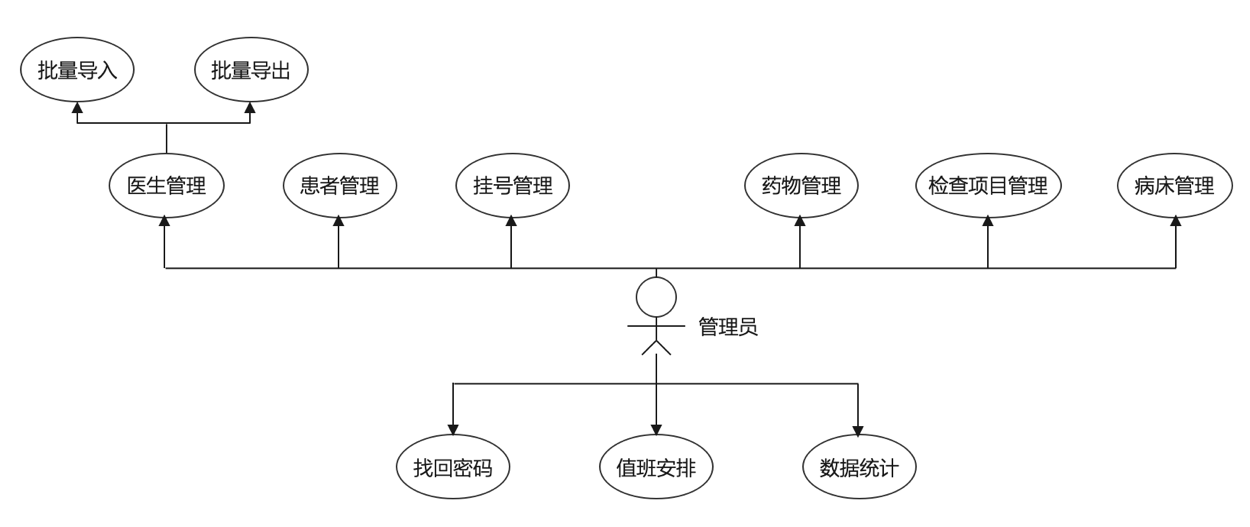 批量导入
批量导出
医生管理
患者管理
挂号管理
药物管理
检查项目管理
病床管理
管理员
找回密码
值班安排
数据统计